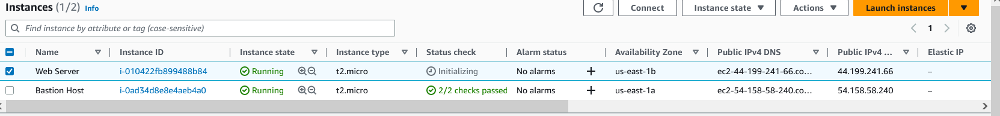 Instances (1/2) Info Connect Instance state Actions Launch instances
Find instance by attribute or tag (case-sensitive) 1
Name Instance ID Instance state Instance type Status check Alarm status Availability Zone Public IPv4 DNS Public IPv4 ... Elastic IP
Web Server i-010422fb899488b84 Running t2.micro Initializing No alarms + us-east-1b ec2-44-199-241-66.co... 44.199.241.66 –
Bastion Host i-0ad34d8e8e4aeb4a0 Running t2.micro 2/2 checks passed No alarms + us-east-1a ec2-54-158-58-240.co... 54.158.58.240 –